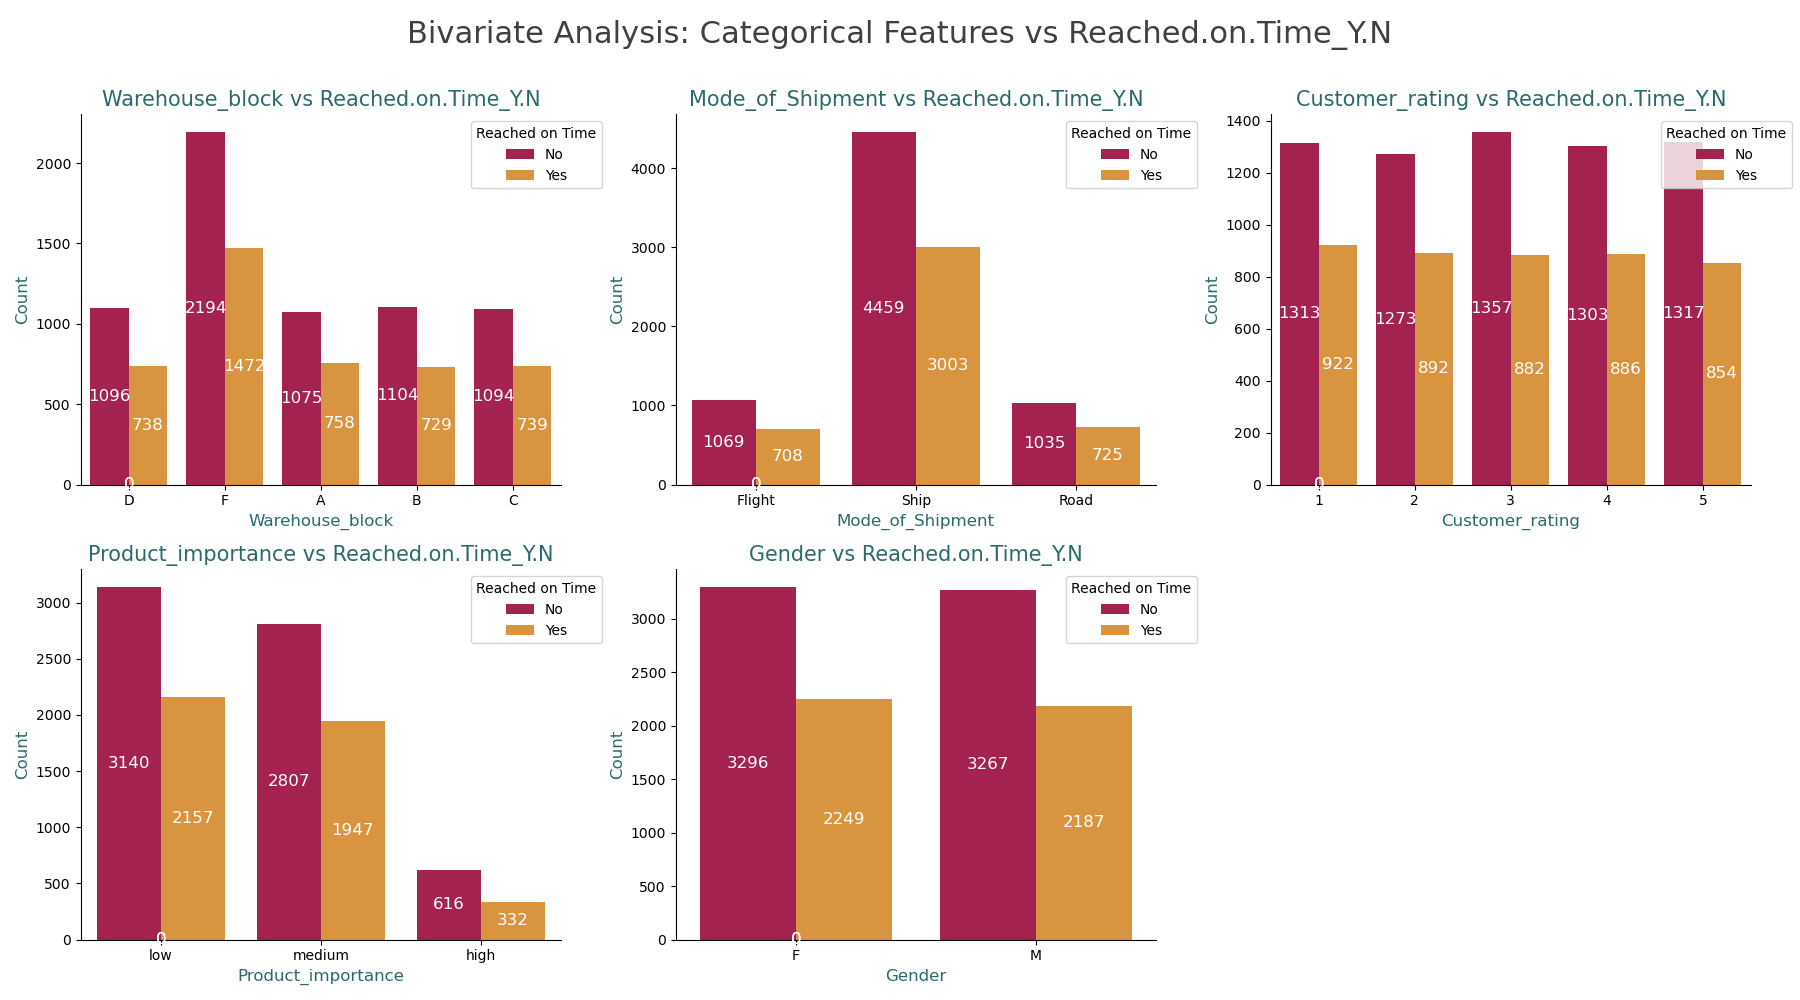 Bivariate Analysis: Categorical Features vs Reached.on.Time_Y.N
Warehouse_block vs Reached.on.Time_Y.N
Reached on Time
No
Yes
2000
1500
1000
500
0
Count
1096
738
0
2194
1472
1075
758
1104
729
1094
739
D
F
A
B
C
Warehouse_block
Mode_of_Shipment vs Reached.on.Time_Y.N
Reached on Time
No
Yes
4000
3000
2000
1000
0
Count
1069
708
0
4459
3003
1035
725
Flight
Ship
Road
Mode_of_Shipment
Customer_rating vs Reached.on.Time_Y.N
Reached on Time
No
Yes
1400
1200
1000
800
600
400
200
0
Count
1313
922
0
1273
892
1357
882
1303
886
1317
854
1
2
3
4
5
Customer_rating
Product_importance vs Reached.on.Time_Y.N
Reached on Time
No
Yes
3000
2500
2000
1500
1000
500
0
Count
3140
2157
0
2807
1947
616
332
low
medium
high
Product_importance
Gender vs Reached.on.Time_Y.N
Reached on Time
No
Yes
3000
2500
2000
1500
1000
500
0
Count
3296
2249
0
3267
2187
F
M
Gender